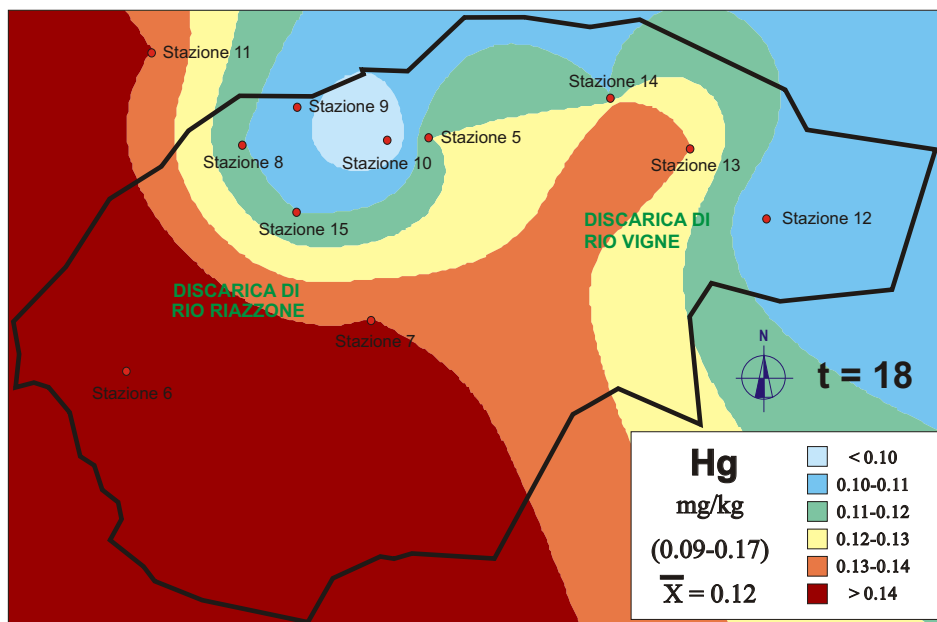 Stazione 11
Stazione 14
Stazione 9
Stazione 5
Stazione 8
Stazione 10
Stazione 13
Stazione 15
DISCARICA DI
RIO VIGNE
Stazione 12
DISCARICA DI
RIO RIAZZONE
Stazione 7
N
t = 18
Stazione 6
Hg
mg/kg
(0.09-0.17)
X = 0.12
< 0.10
0.10-0.11
0.11-0.12
0.12-0.13
0.13-0.14
> 0.14